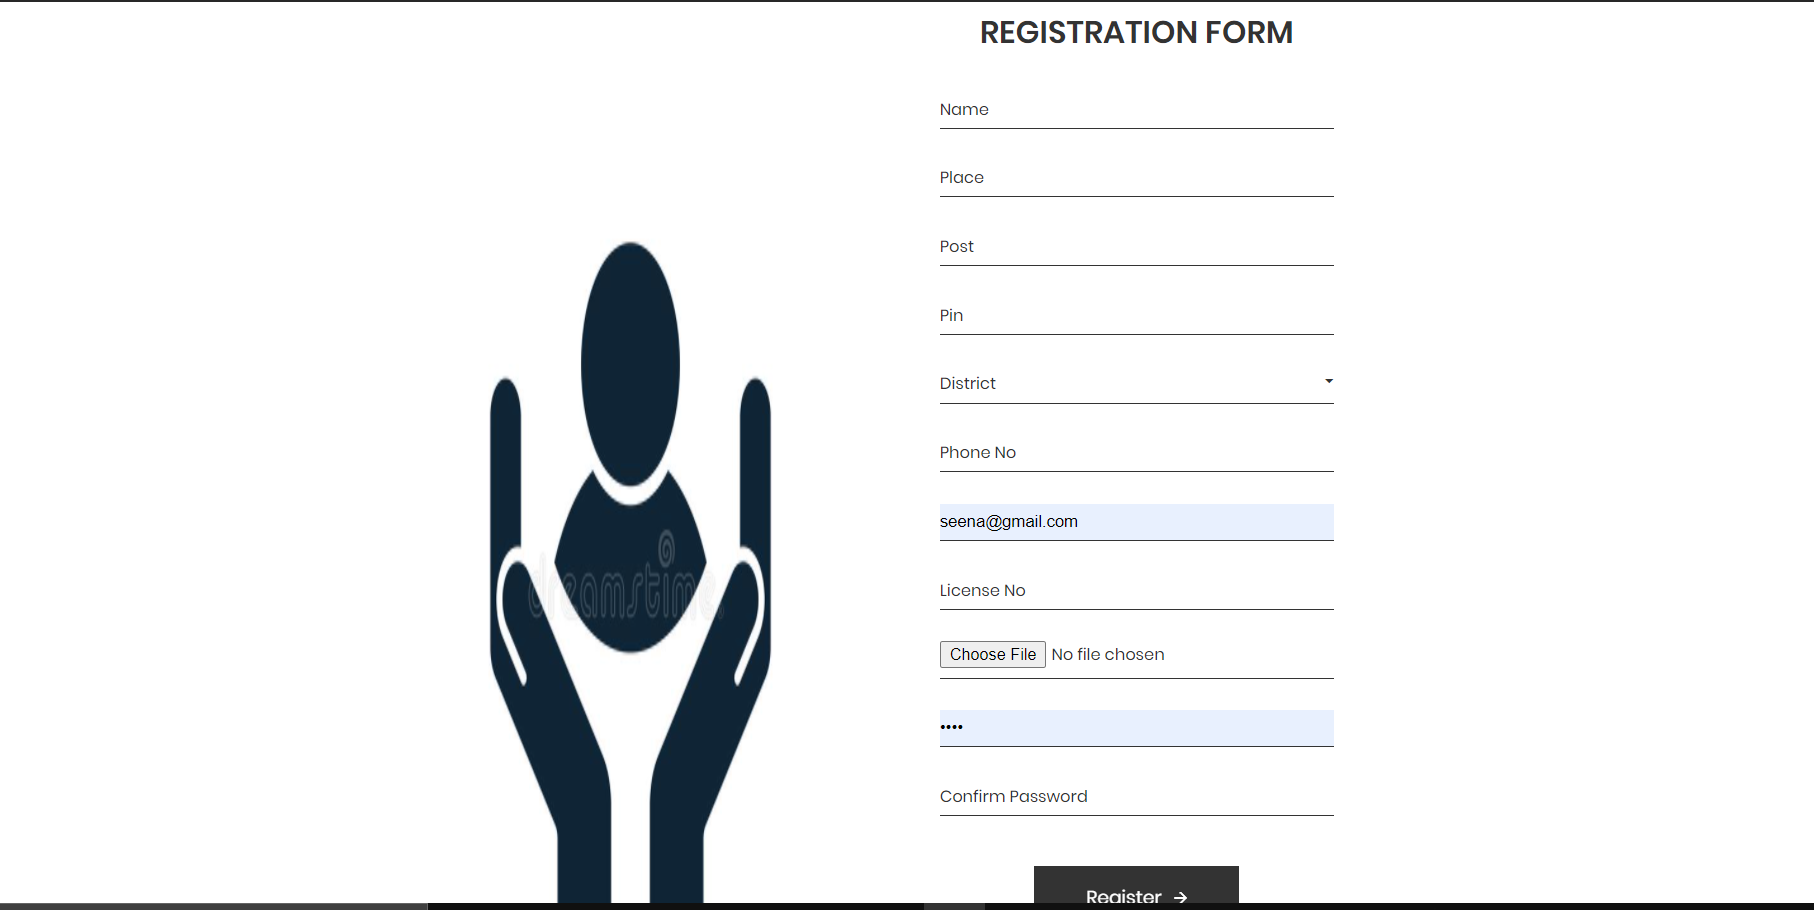 REGISTRATION FORM
Name
Place
Post
Pin
District
Phone No
seena@gmail.com
dreamstime
License No
Choose File No file chosen
••••
Confirm Password
Register →